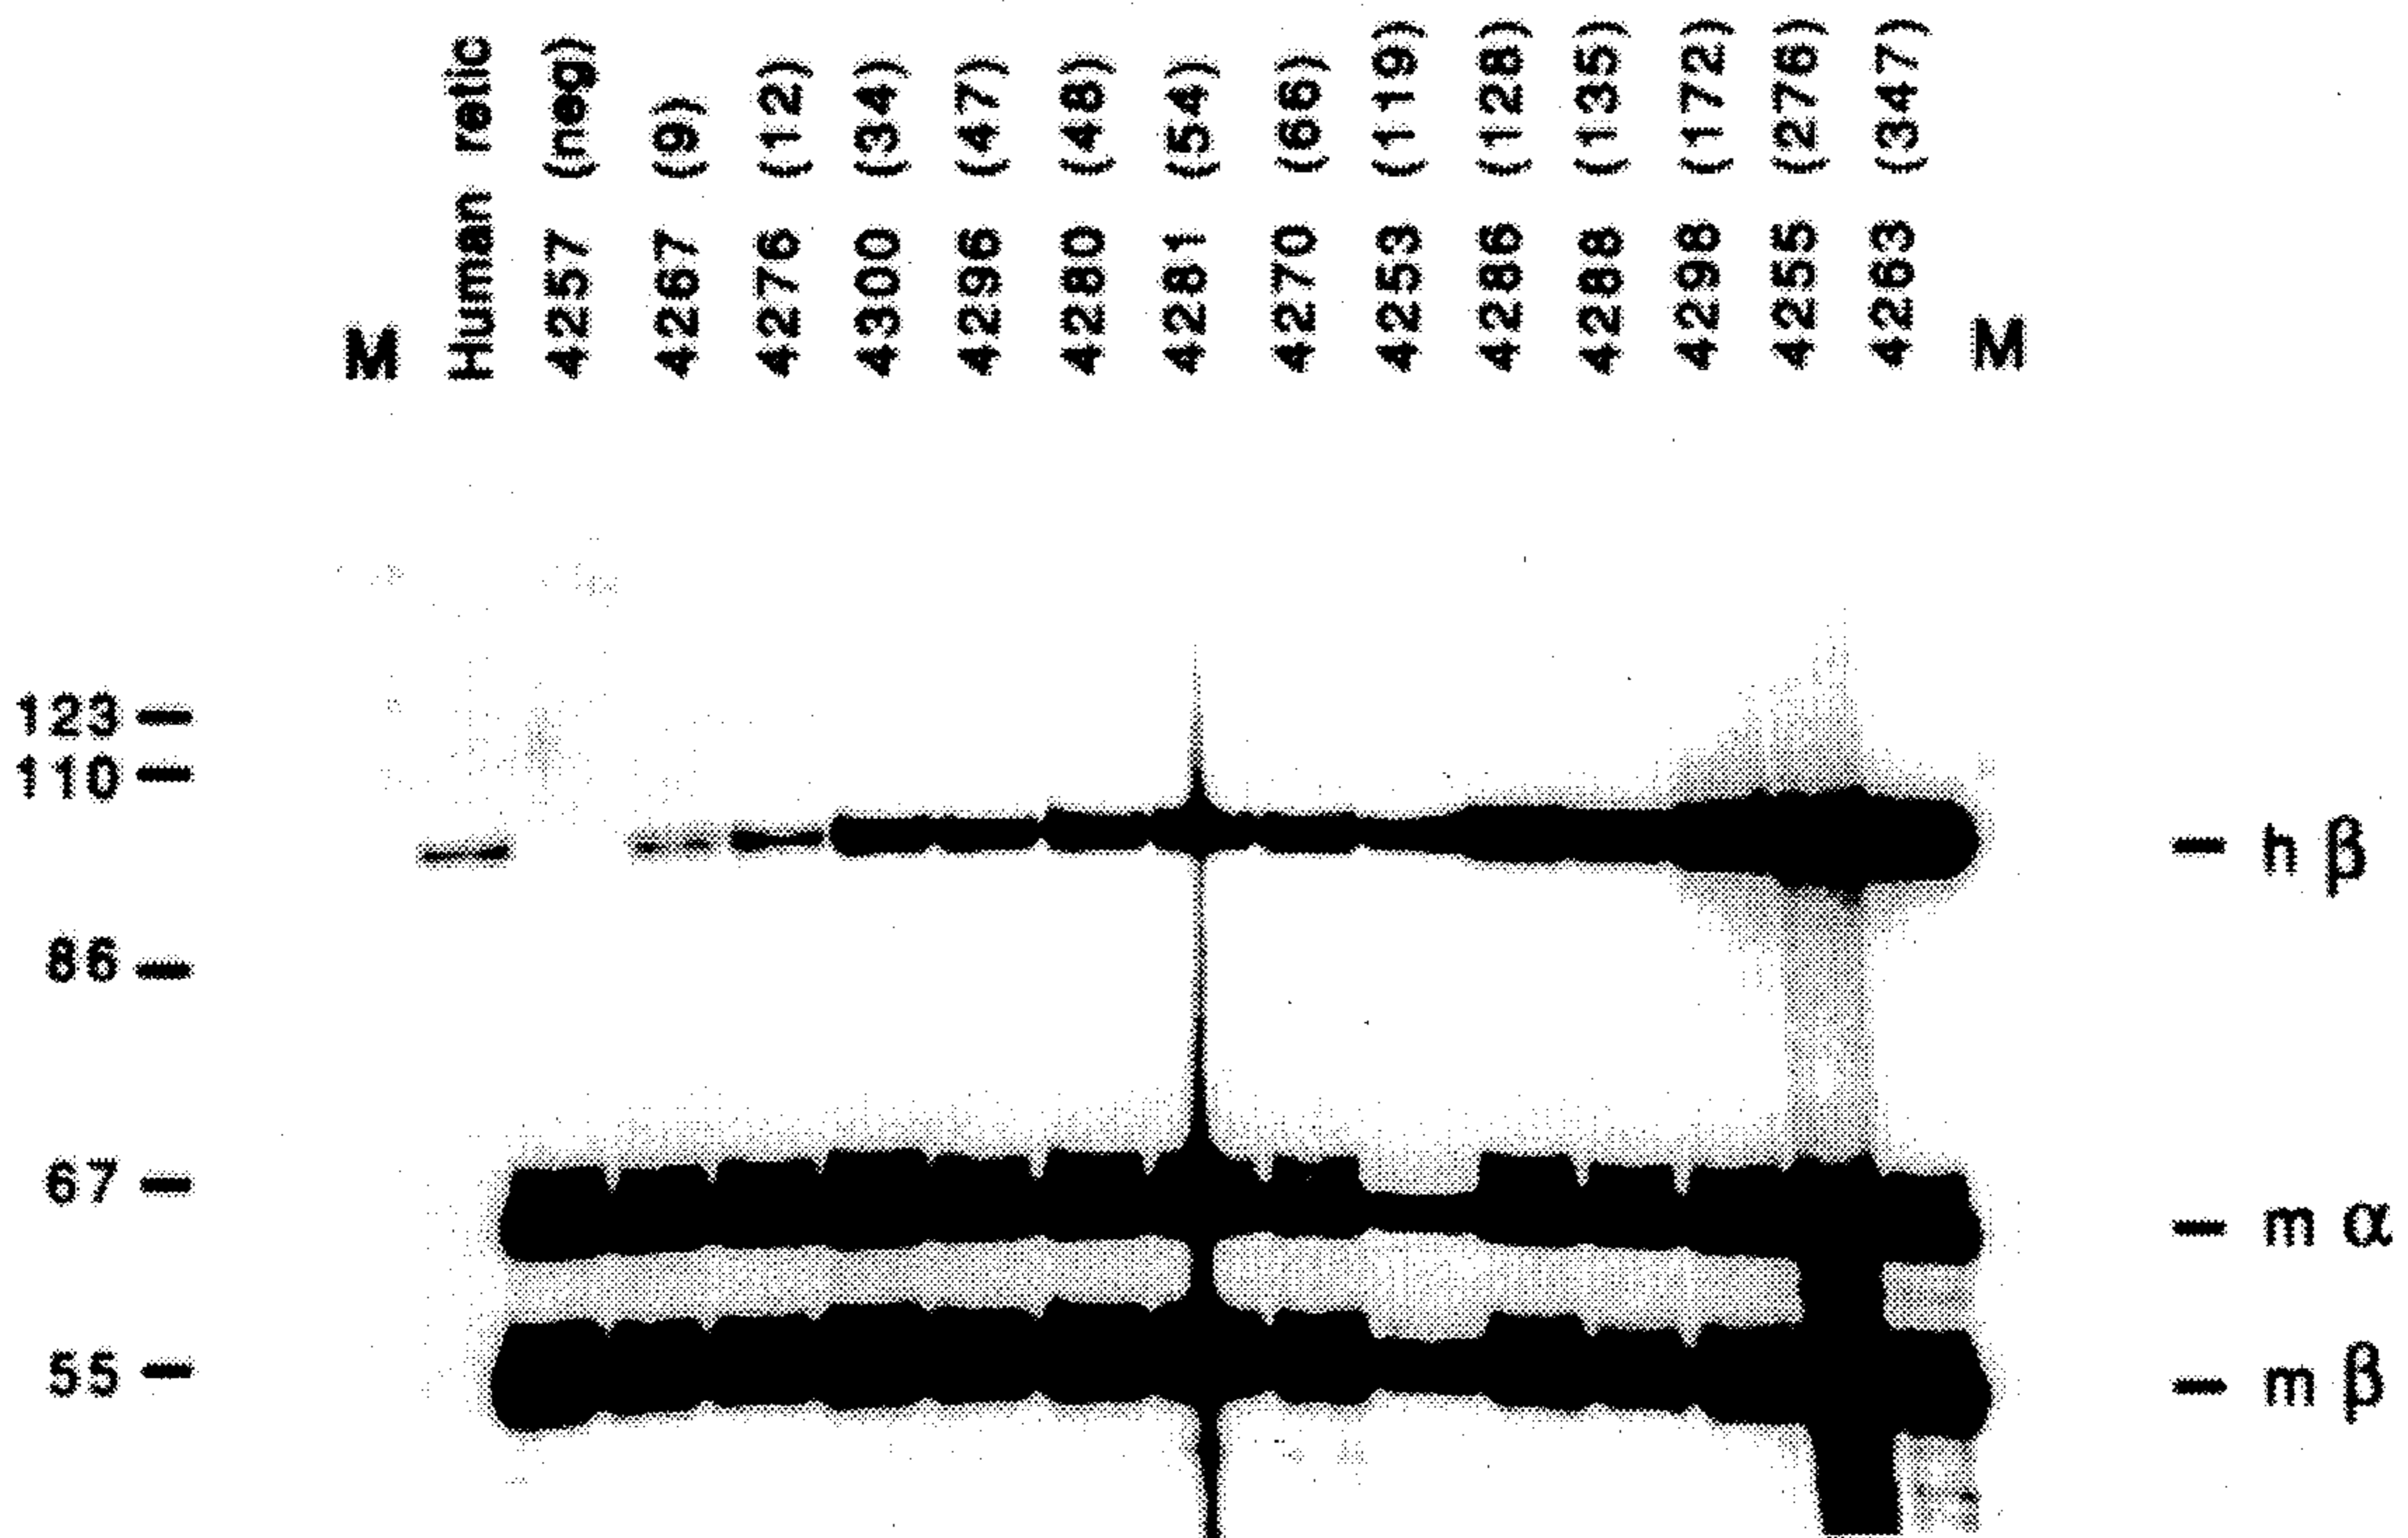 M
Human retic
4257 (neg)
4267 (9)
4276 (12)
4300 (34)
4296 (47)
4280 (48)
4281 (54)
4270 (66)
4253 (119)
4286 (128)
4288 (135)
4298 (172)
4255 (276)
4263 (347)
M
123
110
86
67
55
h β
m α
m β